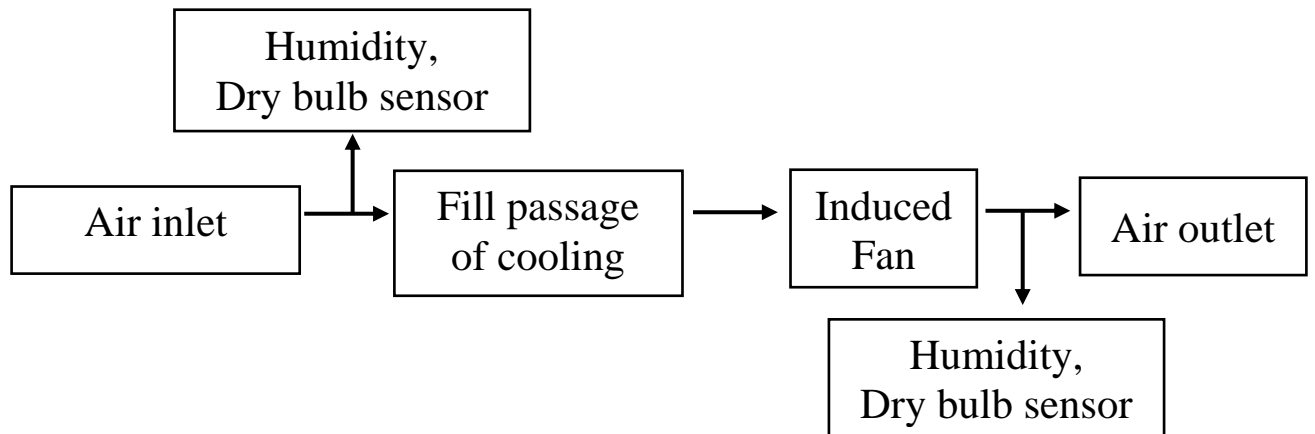 Humidity,
Dry bulb sensor
Air inlet
Fill passage
of cooling
Induced
Fan
Air outlet
Humidity,
Dry bulb sensor